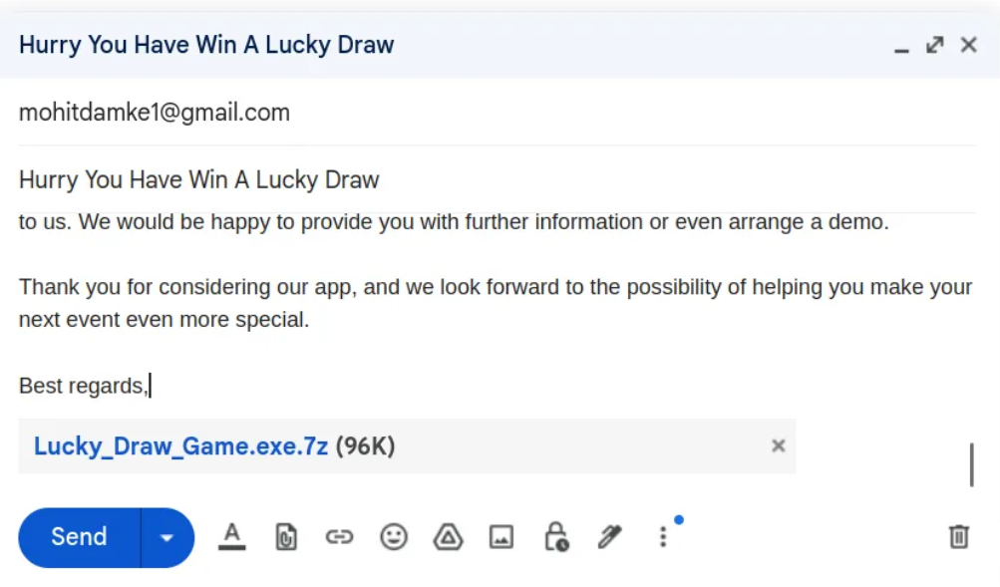 Hurry You Have Win A Lucky Draw
mohitdamke1@gmail.com
Hurry You Have Win A Lucky Draw
to us. We would be happy to provide you with further information or even arrange a demo.
Thank you for considering our app, and we look forward to the possibility of helping you make your
next event even more special.
Best regards,
Lucky_Draw_Game.exe.7z (96K)
Send